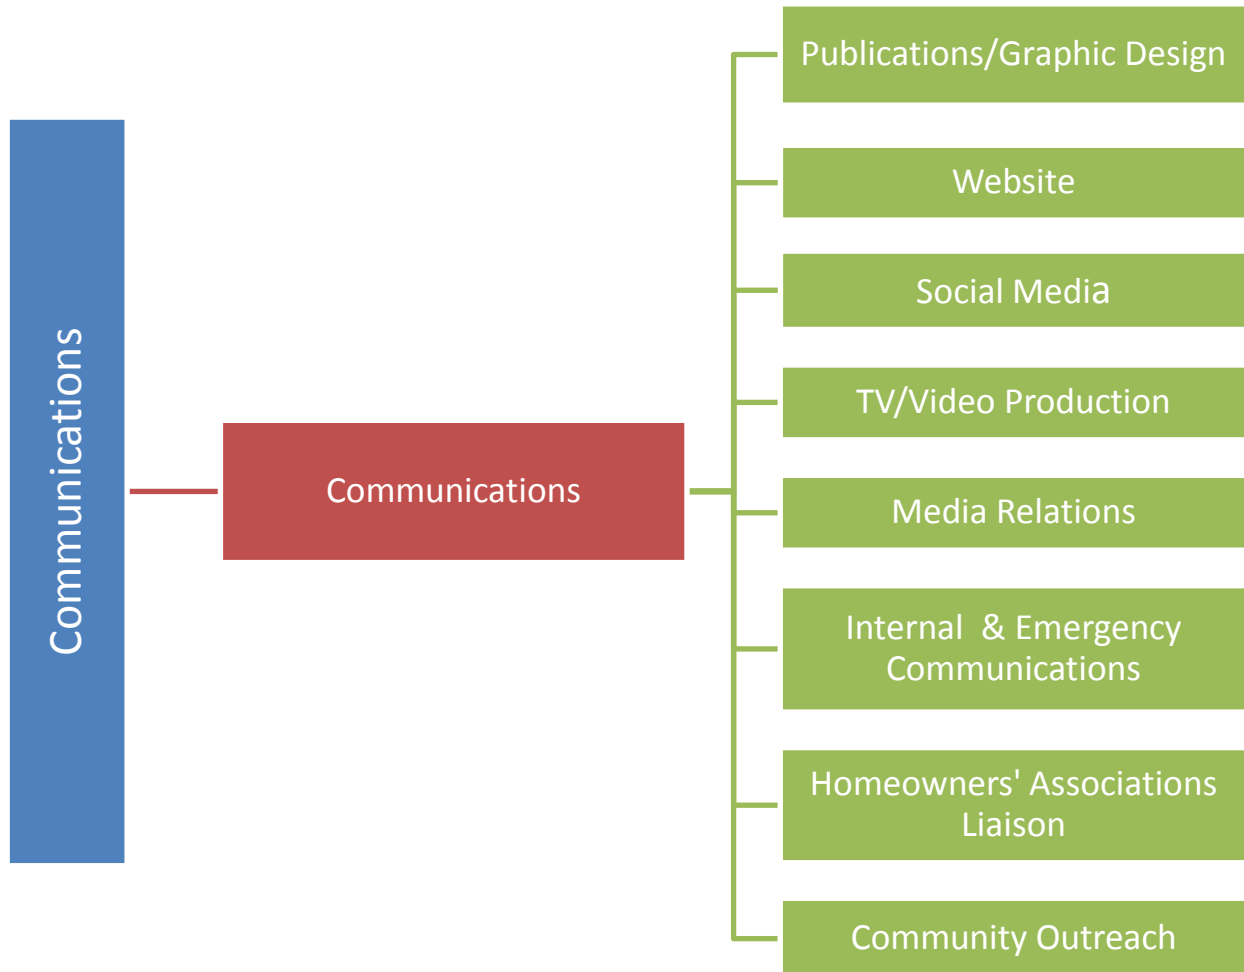 Communications
Communications
Publications/Graphic Design
Website
Social Media
TV/Video Production
Media Relations
Internal  & Emergency
Communications
Homeowners' Associations
Liaison
Community Outreach